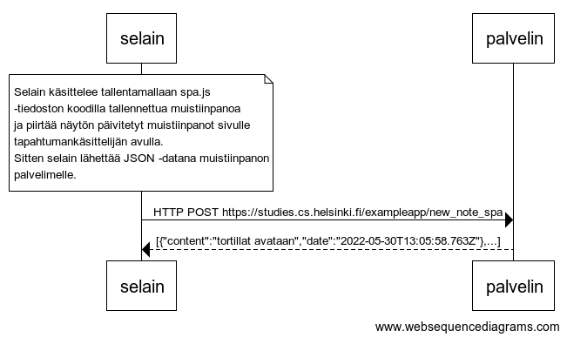 selain
palvelin
Selain käsittelee tallentamallaan spa.js
-tiedoston koodilla tallennettua muistiinpanoa
ja piirtää näytön päivitetyt muistiinpanot sivulle
tapahtumankäsittelijän avulla.
Sitten selain lähettää JSON -datana muistiinpanon
palvelimelle.
HTTP POST https://studies.cs.helsinki.fi/exampleapp/new_note_spa
[{"content":"tortillat avataan","date":"2022-05-30T13:05:58.763Z"},...]
selain
palvelin
www.websequencediagrams.com